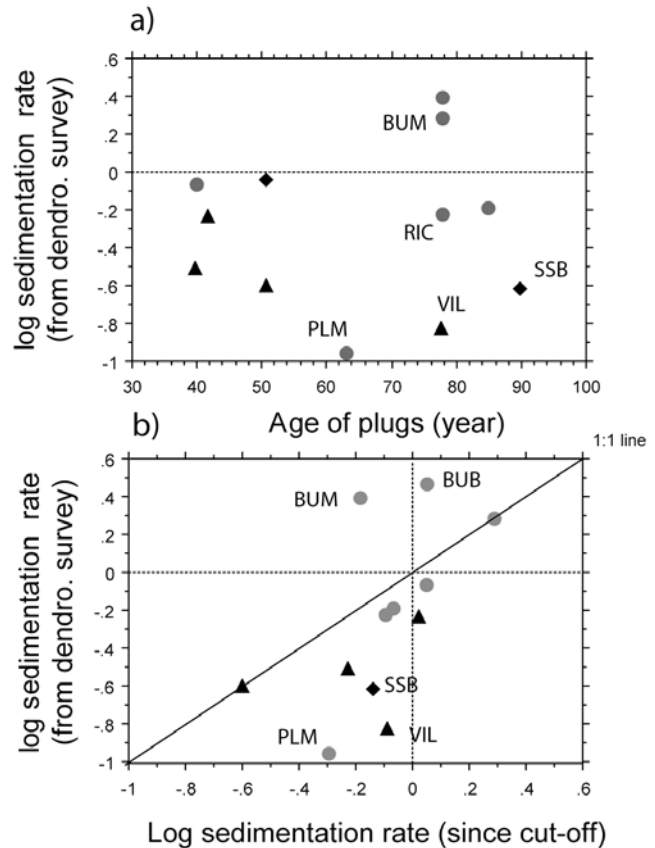 a)
log sedimentation rate
(from dendro. survey)
.6
.4
.2
0
-.2
-.4
-.6
-.8
-1
BUM
RIC
SSB
VIL
PLM
30 40 50 60 70 80 90 100
Age of plugs (year)
b)
1:1 line
log sedimentation rate
(from dendro. survey)
.6
.4
.2
0
-.2
-.4
-.6
-.8
-1
BUM
BUB
SSB
PLM
VIL
-1 -.8 -.6 -.4 -.2 0 .2 .4 .6
Log sedimentation rate (since cut-off)